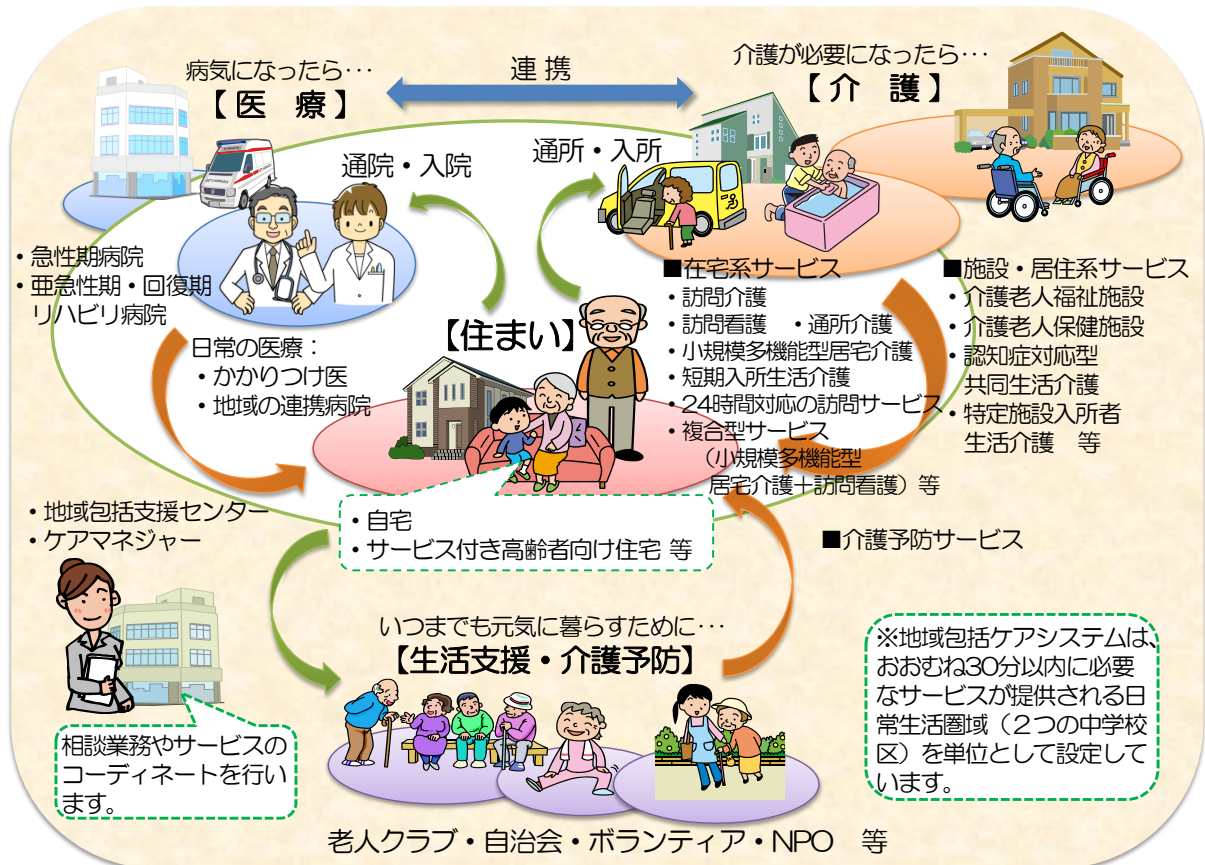 病気になったら･･･
【医 療】
連 携
介護が必要になったら･･･
【介 護】
通院・入院
通所・入所
・急性期病院
・亜急性期・回復期
リハビリ病院
日常の医療：
・かかりつけ医
・地域の連携病院
【住まい】
■在宅系サービス
・訪問介護
・訪問看護 ・通所介護
・小規模多機能型居宅介護
・短期入所生活介護
・24時間対応の訪問サービス
・複合型サービス
（小規模多機能型
居宅介護＋訪問看護）等
■施設・居住系サービス
・介護老人福祉施設
・介護老人保健施設
・認知症対応型
共同生活介護
・特定施設入所者
生活介護 等
・自宅
・サービス付き高齢者向け住宅 等
・地域包括支援センター
・ケアマネジャー
■介護予防サービス
相談業務やサービスの
コーディネートを行い
ます。
いつまでも元気に暮らすために･･･
【生活支援・介護予防】
※地域包括ケアシステムは、
おおむね30分以内に必要
なサービスが提供される日
常生活圏域（２つの中学校
区）を単位として設定して
います。
老人クラブ・自治会・ボランティア・NPO 等